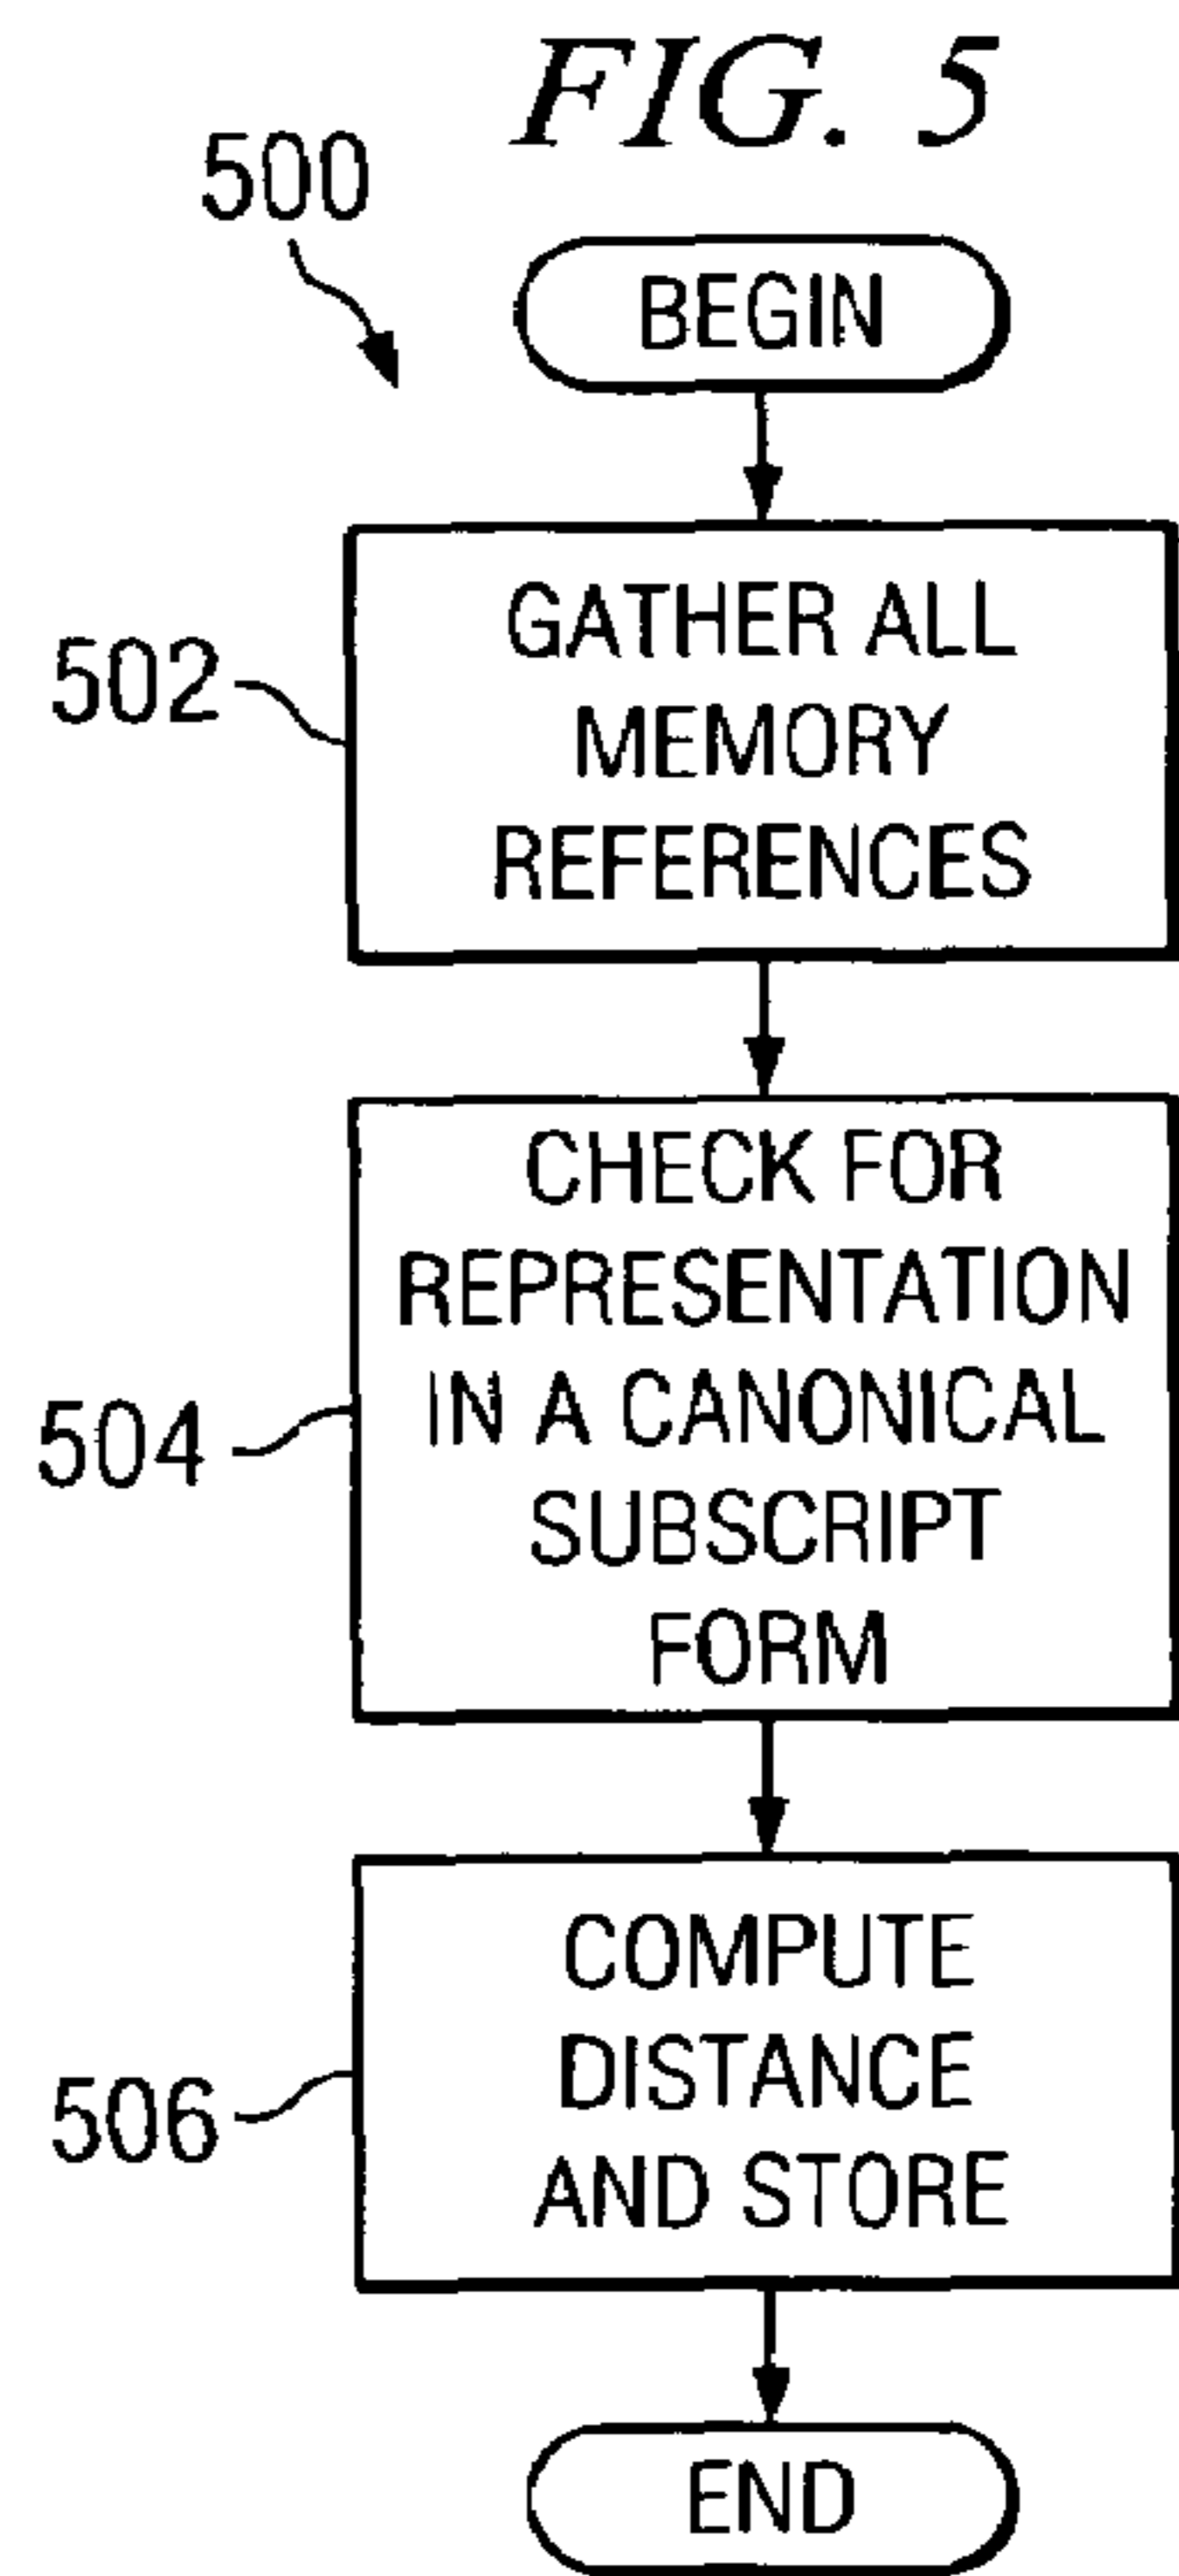 FIG. 5
500
BEGIN
502
GATHER ALL
MEMORY
REFERENCES
504
CHECK FOR
REPRESENTATION
IN A CANONICAL
SUBSCRIPT
FORM
506
COMPUTE
DISTANCE
AND STORE
END